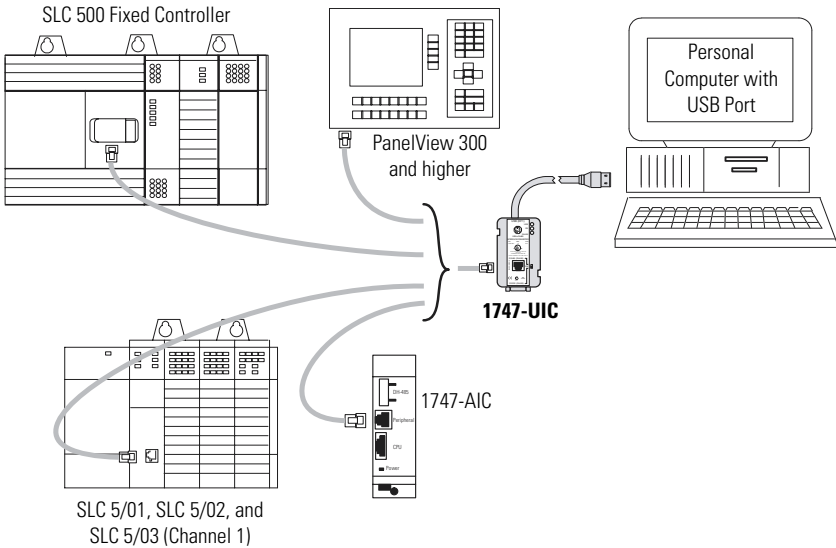 SLC 500 Fixed Controller
PanelView 300
and higher
Personal
Computer with
USB Port
1747-UIC
1747-AIC
DH-485
Peripheral
CPU
Power
SLC 5/01, SLC 5/02, and
SLC 5/03 (Channel 1)